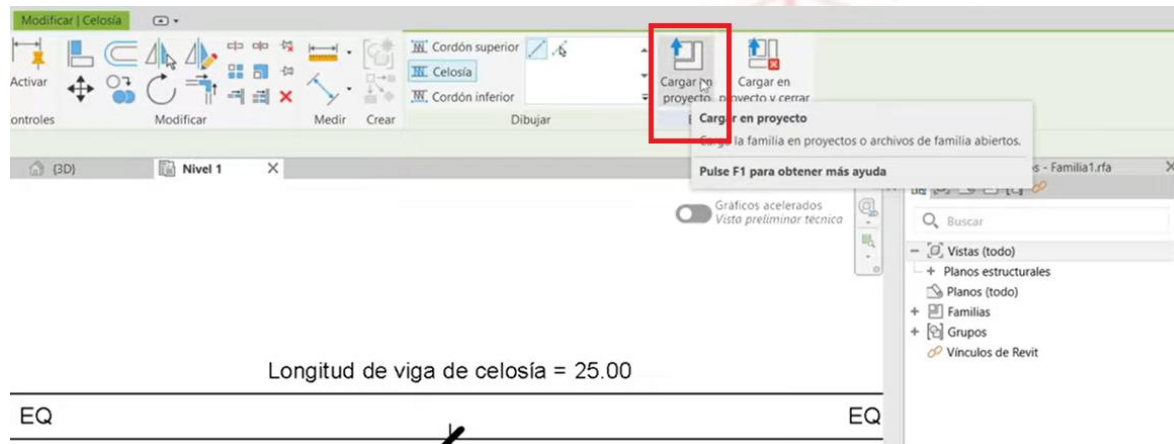 Modificar | Celosía
Cordón superior
Activar
Celosía
Cargar en
proyecto
Cargar en
proyecto y cerrar
Cordón inferior
ontroles
Modificar
Medir
Crear
Dibujar
Cargar en proyecto
la familia en proyectos o archivos de familia abiertos.
Pulse F1 para obtener más ayuda
(3D)
Nivel 1
- Familia1.rfa
Gráficos acelerados
Vista preliminar técnica
Buscar
Vistas (todo)
Planos estructurales
Planos (todo)
Familias
Grupos
Vínculos de Revit
Longitud de viga de celosía = 25.00
EQ
EQ